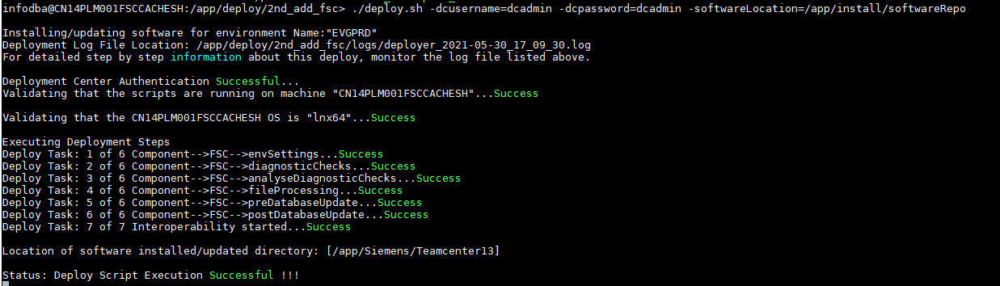 infodba@CN14PLM001FSCCACHESH:/app/deploy/2nd_add_fsc> ./deploy.sh -dcusername=dcadmin -dcpassword=dcadmin -softwareLocation=/app/install/softwareRepo
Installing/updating software for environment Name:"EVGPRD"
Deployment Log File Location: /app/deploy/2nd_add_fsc/logs/deployer_2021-05-30_17_09_30.log
For detailed step by step information about this deploy, monitor the log file listed above.
Deployment Center Authentication Successful...
Validating that the scripts are running on machine "CN14PLM001FSCCACHESH"...Success
Validating that the CN14PLM001FSCCACHESH OS is "lnx64"...Success
Executing Deployment Steps
Deploy Task: 1 of 6 Component-->FSC-->envSettings...Success
Deploy Task: 2 of 6 Component-->FSC-->diagnosticChecks...Success
Deploy Task: 3 of 6 Component-->FSC-->analyseDiagnosticChecks...Success
Deploy Task: 4 of 6 Component-->FSC-->fileProcessing...Success
Deploy Task: 5 of 6 Component-->FSC-->preDatabaseUpdate...Success
Deploy Task: 6 of 6 Component-->FSC-->postDatabaseUpdate...Success
Deploy Task: 7 of 7 Interoperability started...Success
Location of software installed/updated directory: [/app/Siemens/Teamcenter13]
Status: Deploy Script Execution Successful !!!